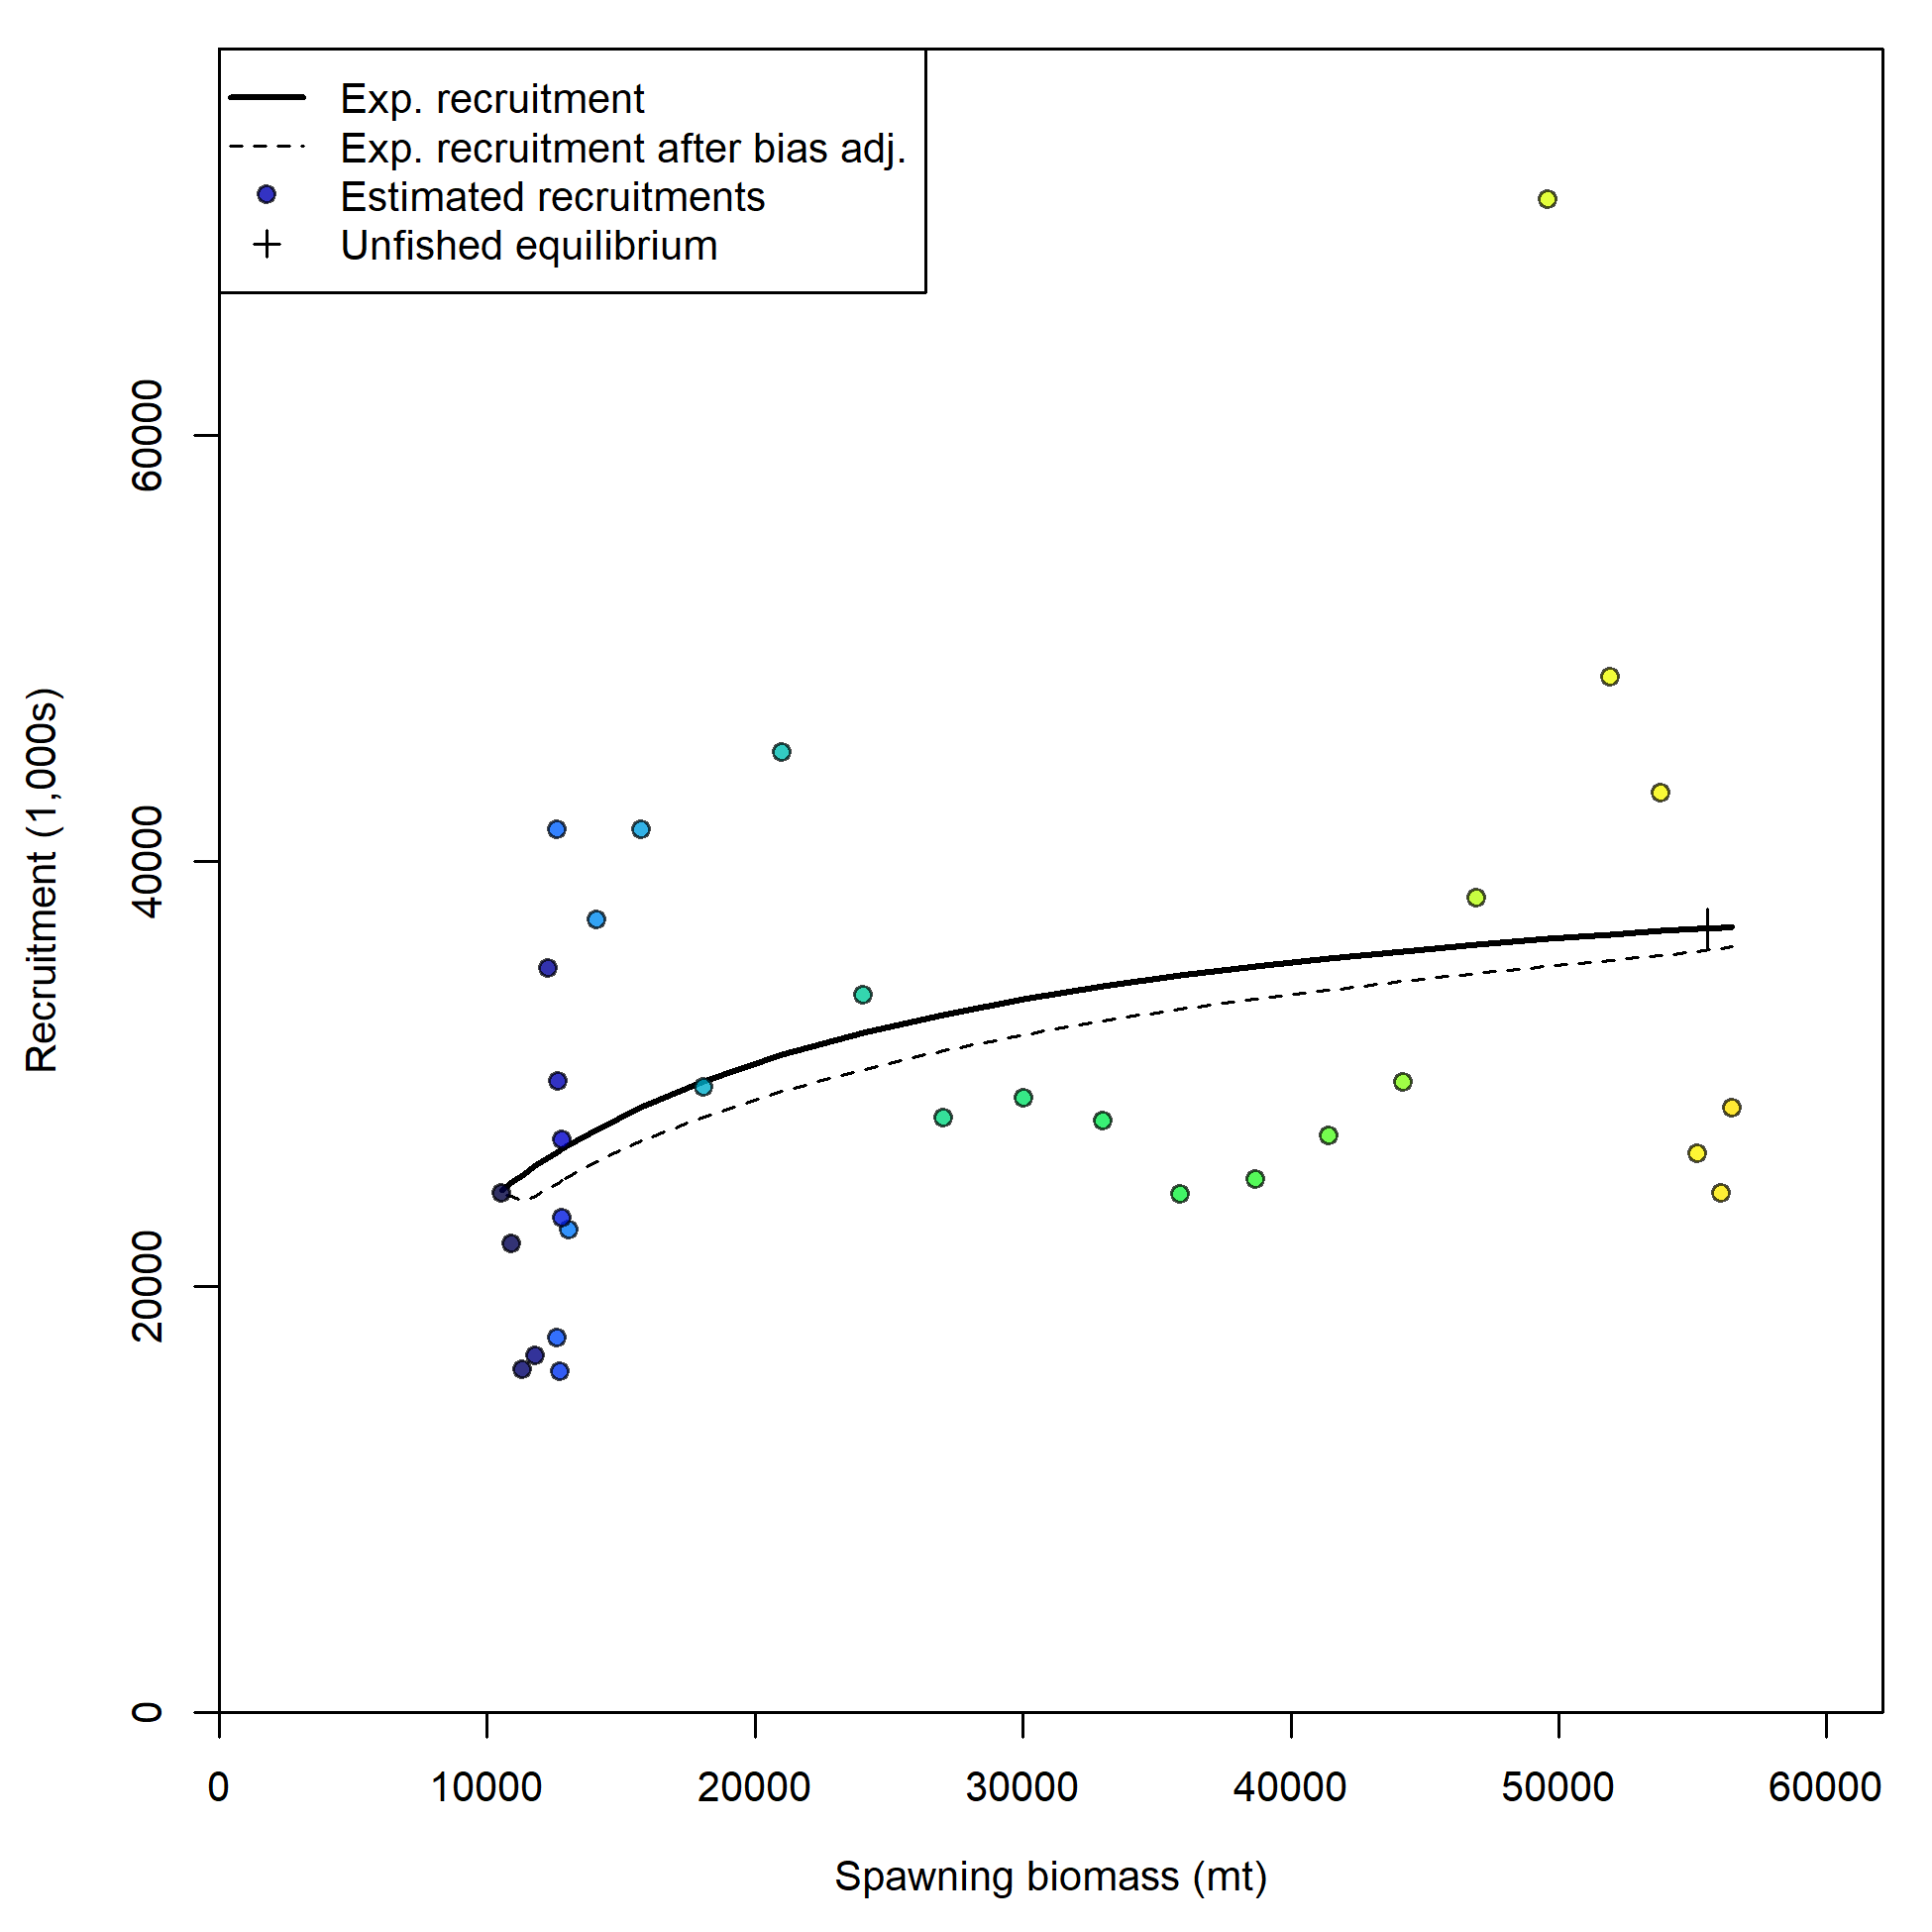 Exp. recruitment
Exp. recruitment after bias adj.
Estimated recruitments
Unfished equilibrium
Recruitment (1,000s)
60000
40000
20000
0
0 10000 20000 30000 40000 50000 60000
Spawning biomass (mt)